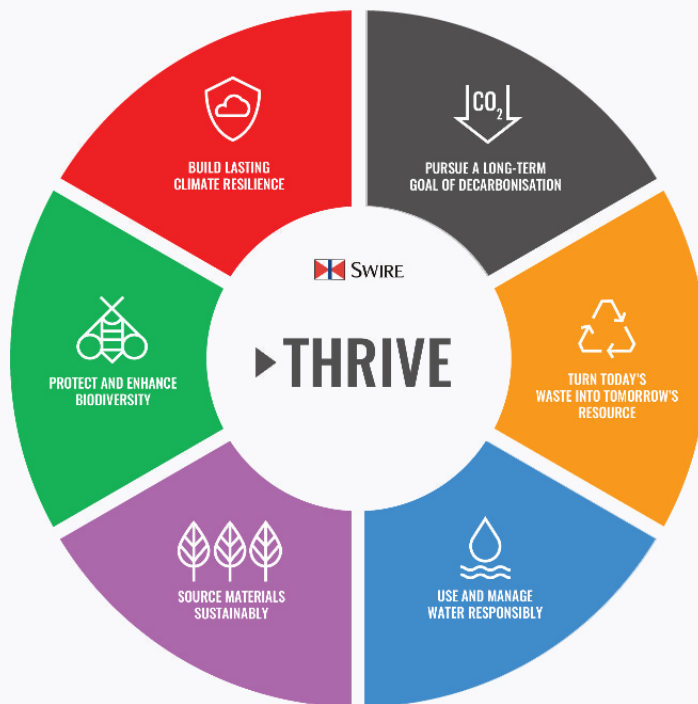 BUILD LASTING
CLIMATE RESILIENCE
CO₂
PURSUE A LONG-TERM
GOAL OF DECARBONISATION
SWIRE
THRIVE
PROTECT AND ENHANCE
BIODIVERSITY
TURN TODAY'S
WASTE INTO TOMORROW'S
RESOURCE
SOURCE MATERIALS
SUSTAINABLY
USE AND MANAGE
WATER RESPONSIBLY